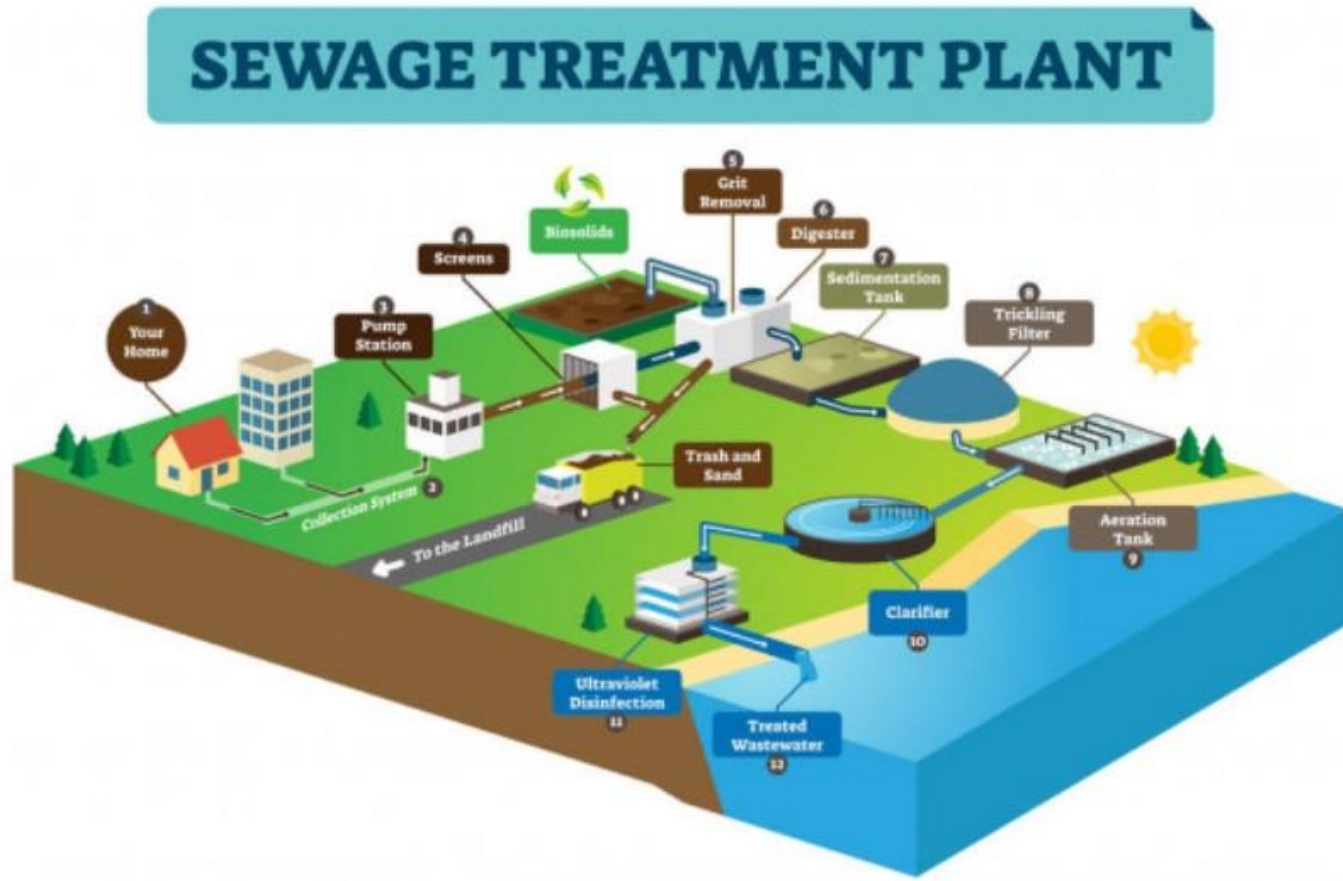 SEWAGE TREATMENT PLANT
1
Your
Home
Collection System 2
3
Pump
Station
4
Screens
Biosolids
5
Grit
Removal
6
Digester
7
Sedimentation
Tank
8
Trickling
Filter
Aeration
Tank
9
Trash and
Sand
To the Landfill
Clarifier
10
Ultraviolet
Disinfection
11
Treated
Wastewater
12